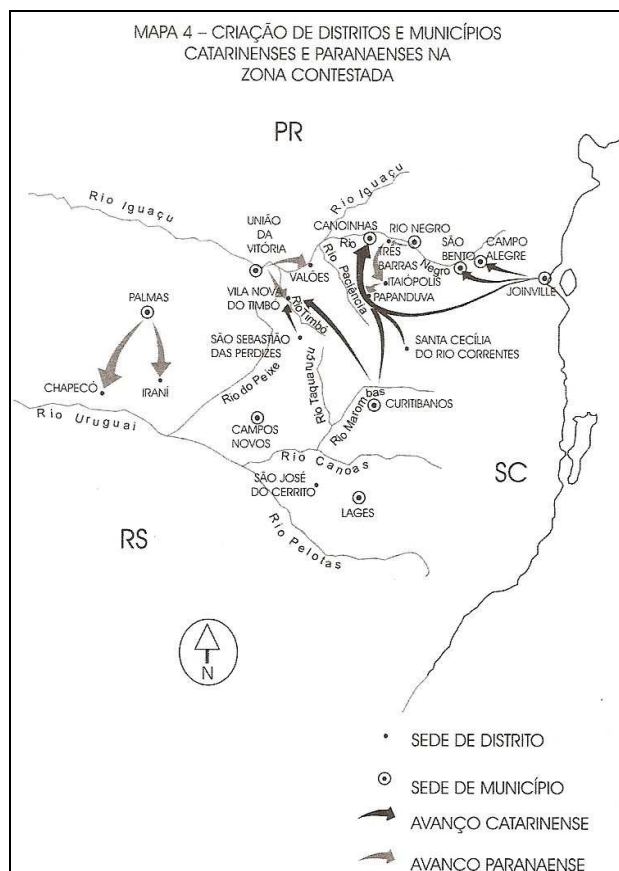 MAPA 4 – CRIAÇÃO DE DISTRITOS E MUNICÍPIOS
CATARINENSES E PARANAENSES NA
ZONA CONTESTADA
PR
Rio Iguaçu
Rio Iguaçu
UNIÃO
DA
VITÓRIA
CANOINHAS
RIO NEGRO
SÃO
BENTO
CAMPO
ALEGRE
Rio
Negro
TRÊS
BARRAS
VALÕES
Rio Paciência
ITAIÓPOLIS
PAPANDUVA
JOINVILLE
PALMAS
VILA NOVA
DO TIMBÓ
Rio Timbó
SÃO SEBASTIÃO
DAS PERDIZES
SANTA CECÍLIA
DO RIO CORRENTES
CHAPECÓ
IRANÍ
Rio do Peixe
Rio Taquaruçu
Rio Marombas
CURITIBANOS
Rio Uruguai
CAMPOS
NOVOS
Rio Canoas
SC
SÃO JOSÉ
DO CERRITO
LAGES
RS
Rio Pelotas
N
SEDE DE DISTRITO
SEDE DE MUNICÍPIO
AVANÇO CATARINENSE
AVANCO PARANAENSE